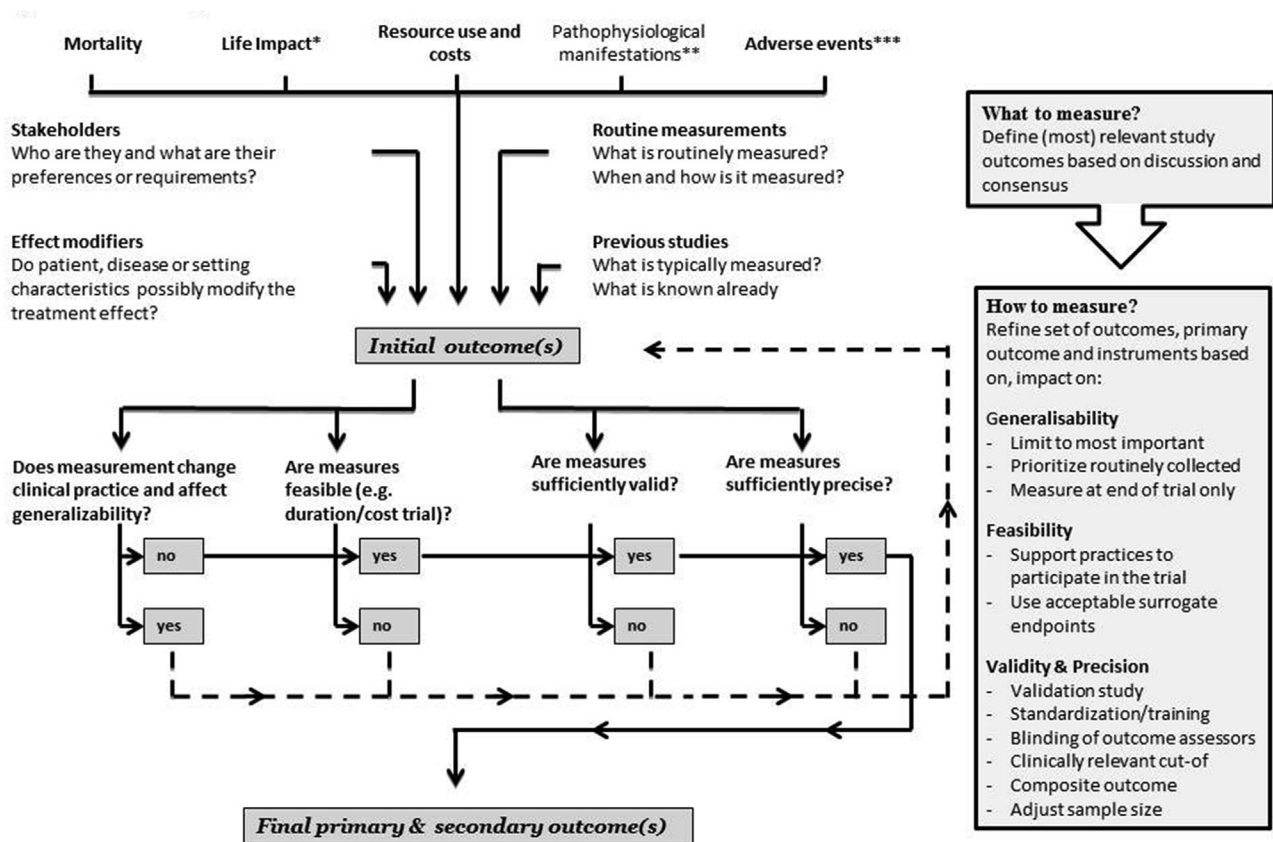 Mortality
Life Impact*
Resource use and
costs
Pathophysiological
manifestations**
Adverse events***
Stakeholders
Who are they and what are their
preferences or requirements?
Routine measurements
What is routinely measured?
When and how is it measured?
Effect modifiers
Do patient, disease or setting
characteristics possibly modify the
treatment effect?
Previous studies
What is typically measured?
What is known already
Initial outcome(s)
Does measurement change
clinical practice and affect
generalizability?
Are measures
feasible (e.g.
duration/cost trial)?
Are measures
sufficiently valid?
Are measures
sufficiently precise?
no
yes
yes
yes
yes
no
no
no
Final primary & secondary outcome(s)
What to measure?
Define (most) relevant study
outcomes based on discussion and
consensus
How to measure?
Refine set of outcomes, primary
outcome and instruments based
on, impact on:
Generalisability
- Limit to most important
- Prioritize routinely collected
- Measure at end of trial only
Feasibility
- Support practices to
participate in the trial
- Use acceptable surrogate
endpoints
Validity & Precision
- Validation study
- Standardization/training
- Blinding of outcome assessors
- Clinically relevant cut-of
- Composite outcome
- Adjust sample size